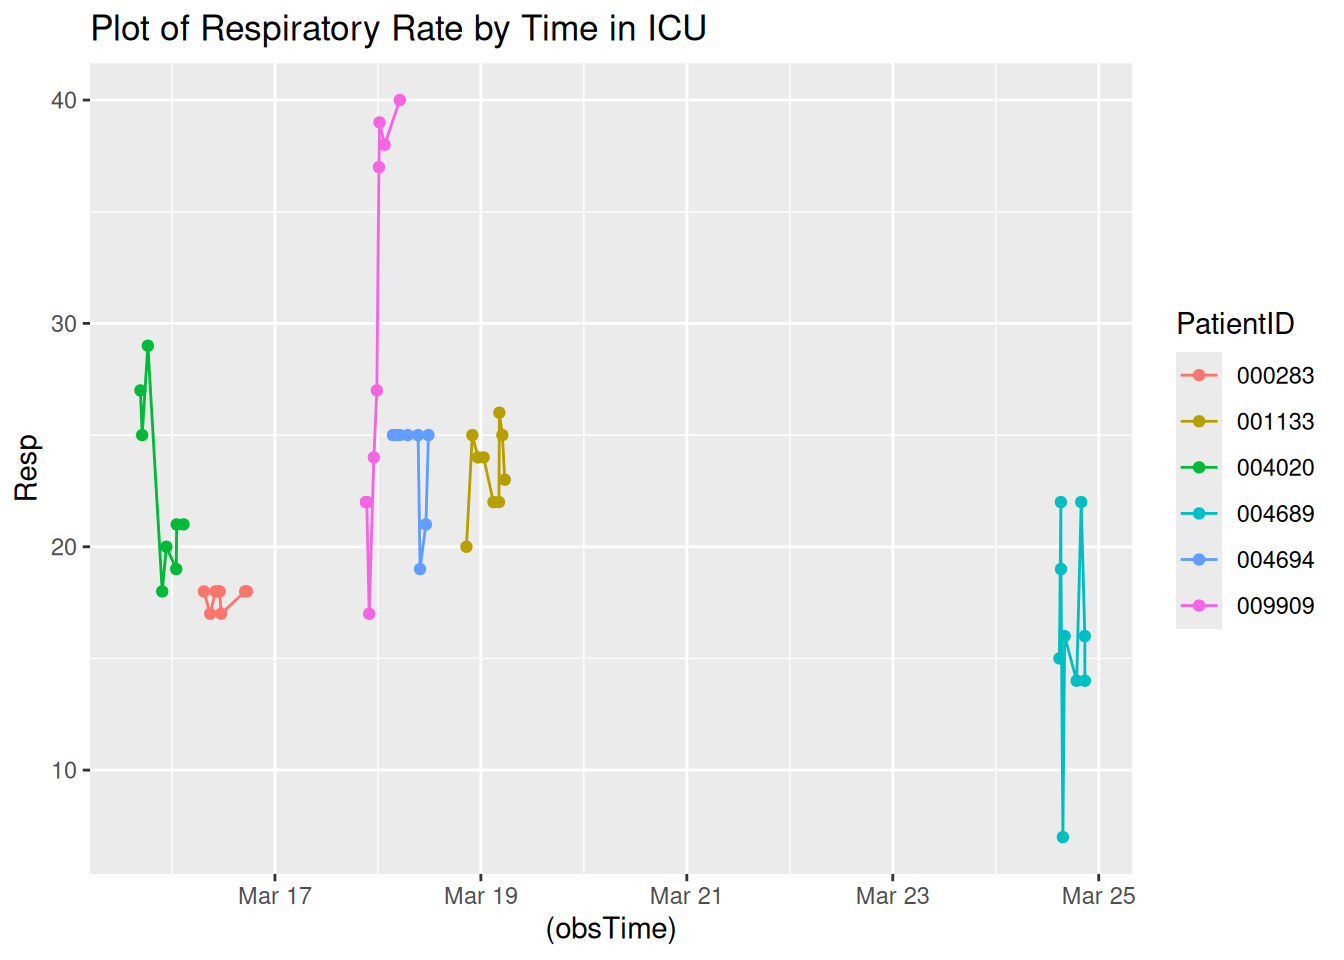 Plot of Respiratory Rate by Time in ICU
40
30
20
10
Resp
Mar 17
Mar 19
Mar 21
Mar 23
Mar 25
(obsTime)
PatientID
000283
001133
004020
004689
004694
009909